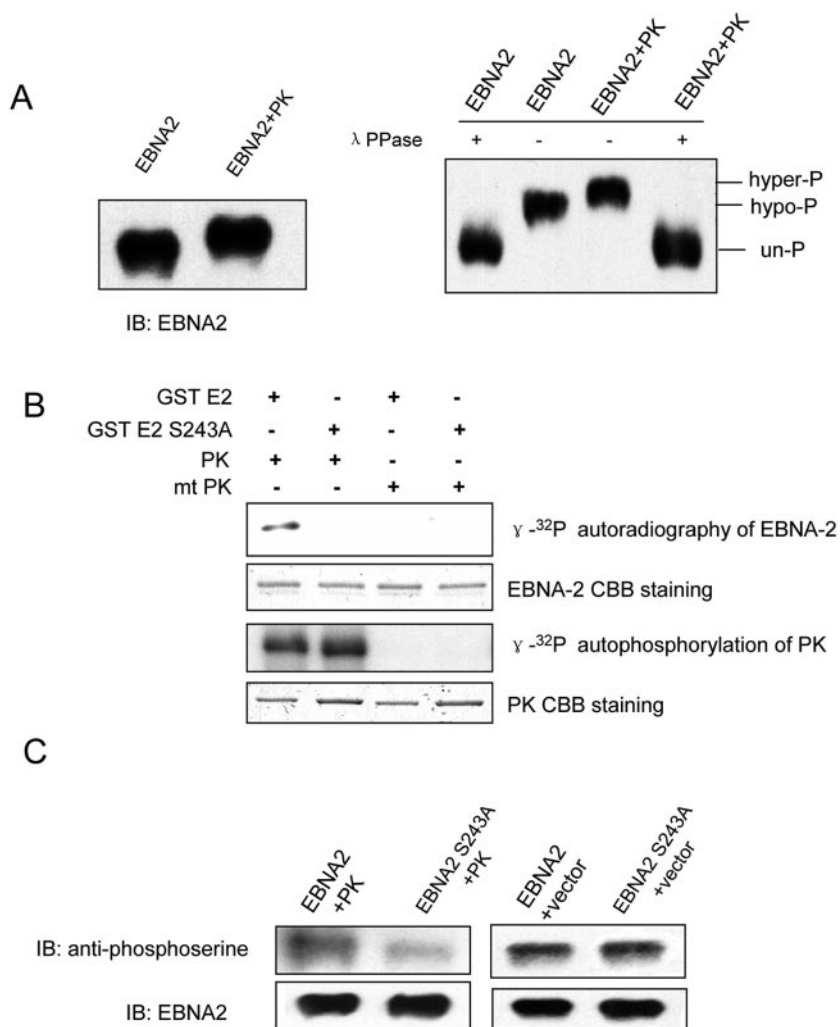 A
EBNA2
EBNA2+PK
IB: EBNA2
EBNA2
EBNA2
EBNA2+PK
EBNA2+PK
λ PPase + - - +
hyper-P
hypo-P
un-P
B
GST E2 + - + -
GST E2 S243A - + - +
PK + + - -
mt PK - - + +
γ-³²P autoradiography of EBNA-2
EBNA-2 CBB staining
γ-³²P autophosphorylation of PK
PK CBB staining
C
EBNA2
+PK
EBNA2 S243A
+PK
EBNA2
+vector
EBNA2 S243A
+vector
IB: anti-phosphoserine
IB: EBNA2